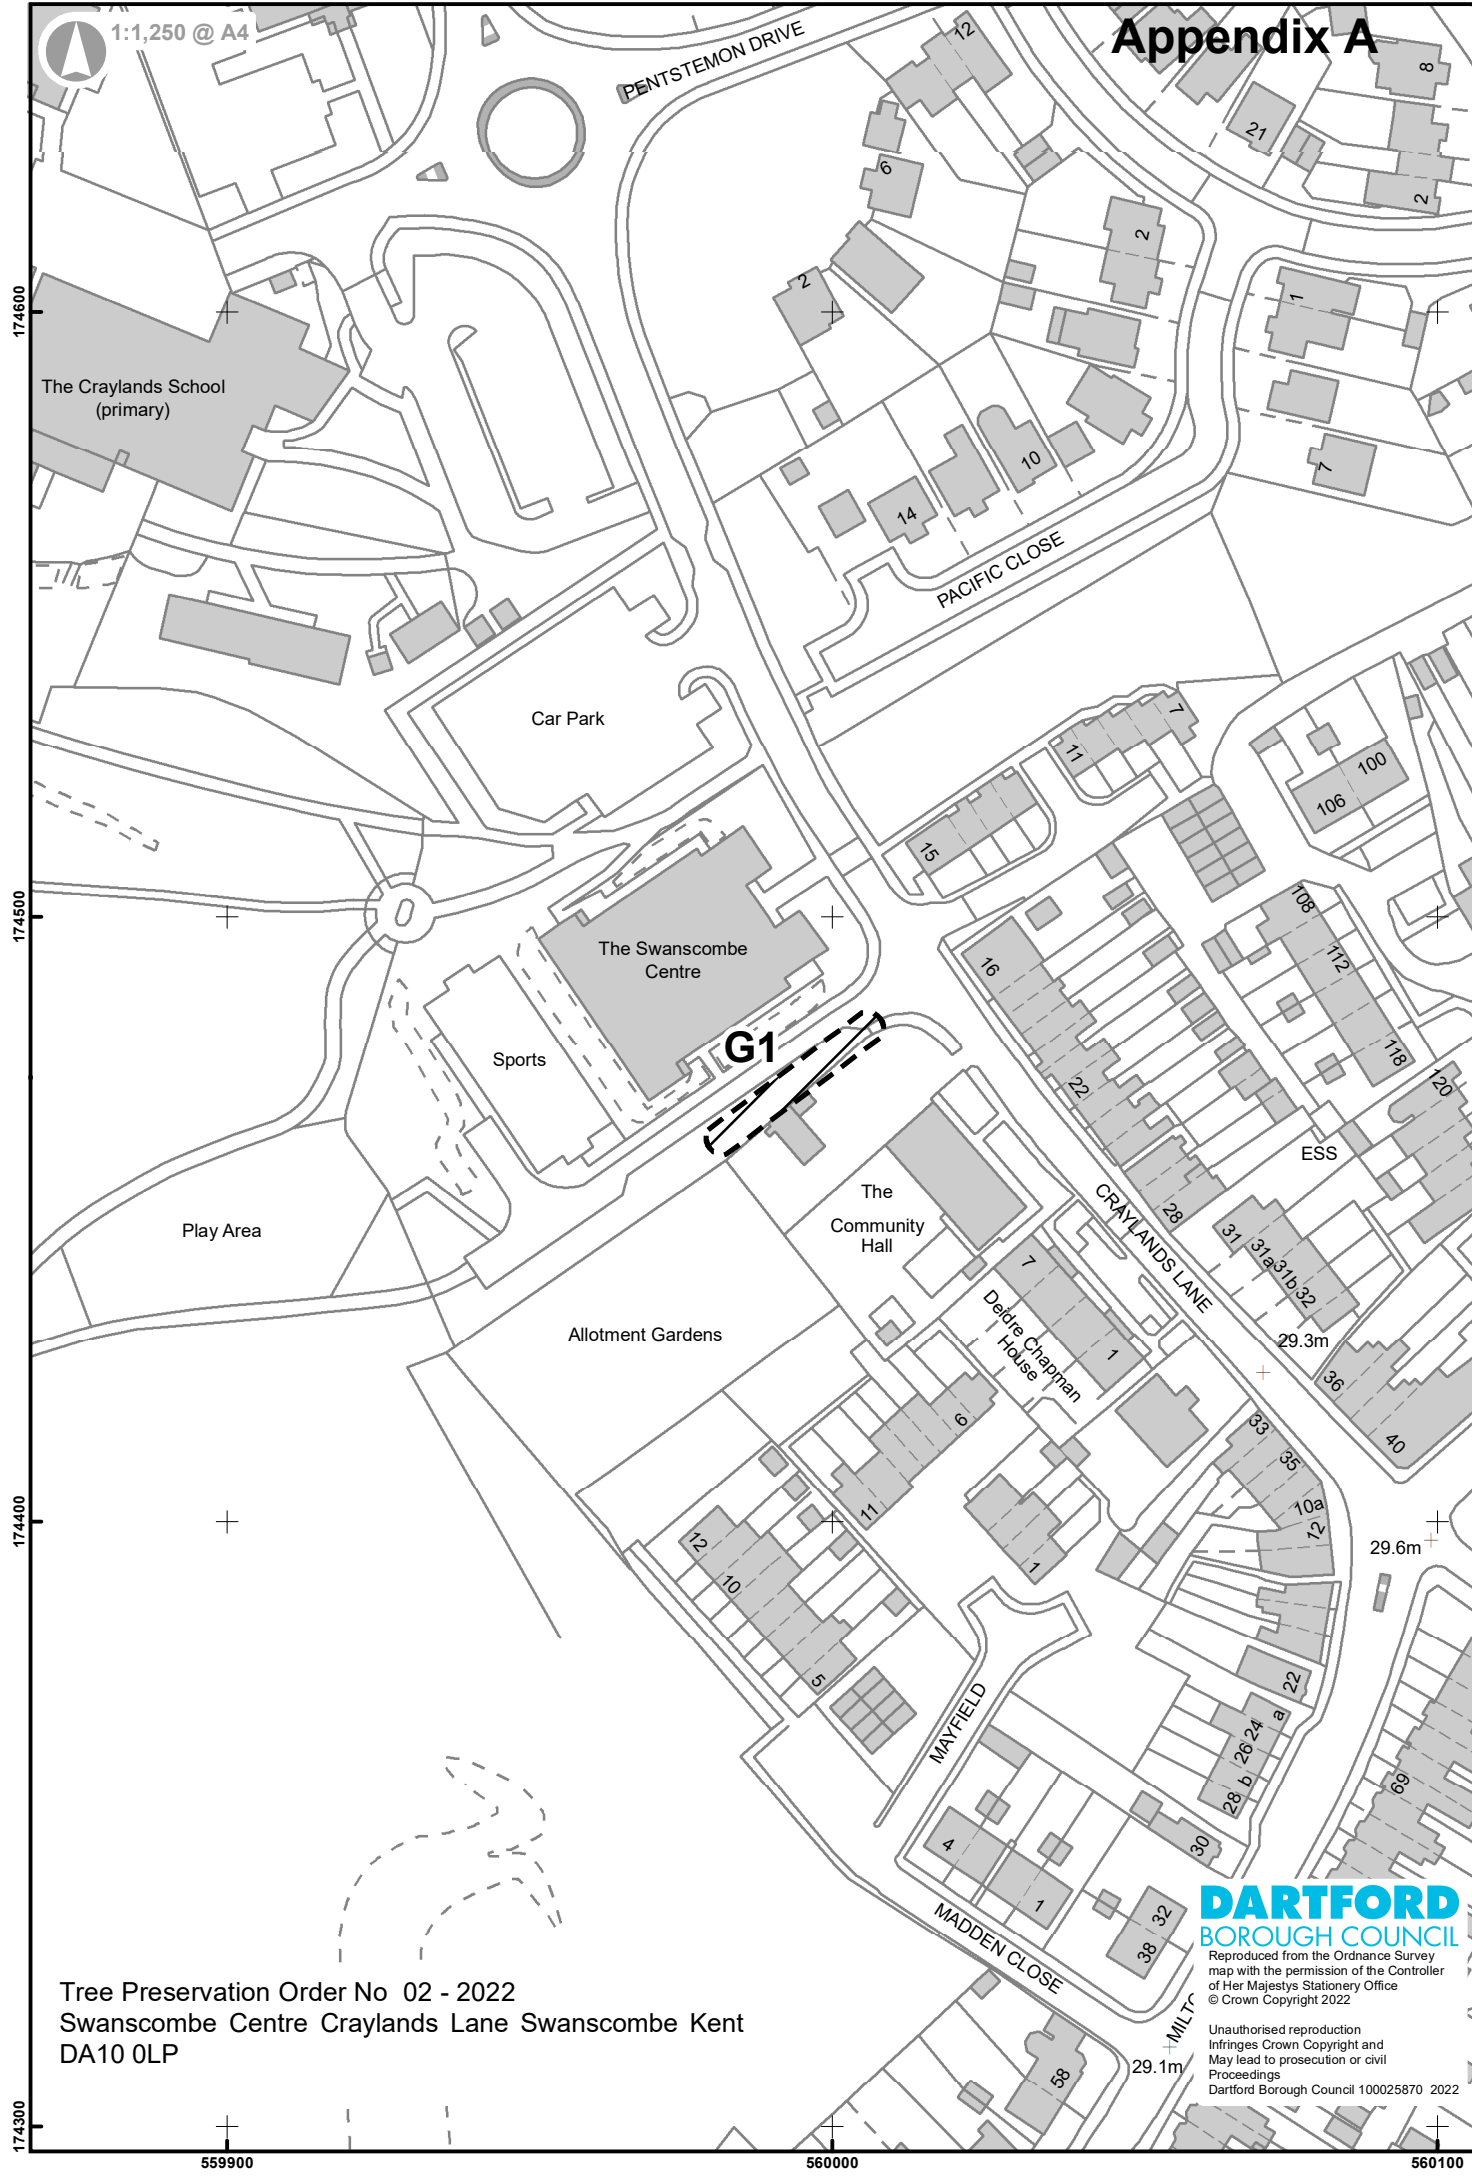 1:1,250 @ A4
Appendix A
PENTSTEMON DRIVE
12
8
21
6
2
2
2
1
174600
The Craylands School
(primary)
10
7
14
PACIFIC CLOSE
Car Park
7
11
100
106
15
174500
108
The Swanscombe
Centre
16
112
G1
Sports
118
22
120
ESS
The
Community
Hall
CRAYLANDS LANE
28
Play Area
31
31a
31b
32
7
Deidre Chapman
House
1
Allotment Gardens
29.3m
36
6
33
40
35
11
10a
12
174400
12
29.6m
10
1
5
22
MAYFIELD
a
24
26
b
28
69
4
30
1
32
38
MADDEN CLOSE
DARTFORD
BOROUGH COUNCIL
Reproduced from the Ordnance Survey
map with the permission of the Controller
of Her Majestys Stationery Office
© Crown Copyright 2022
Unauthorised reproduction
Infringes Crown Copyright and
May lead to prosecution or civil
Proceedings
Dartford Borough Council 100025870 2022
Tree Preservation Order No 02 - 2022
Swanscombe Centre Craylands Lane Swanscombe Kent
DA10 0LP
29.1m
58
174300
559900
560000
560100